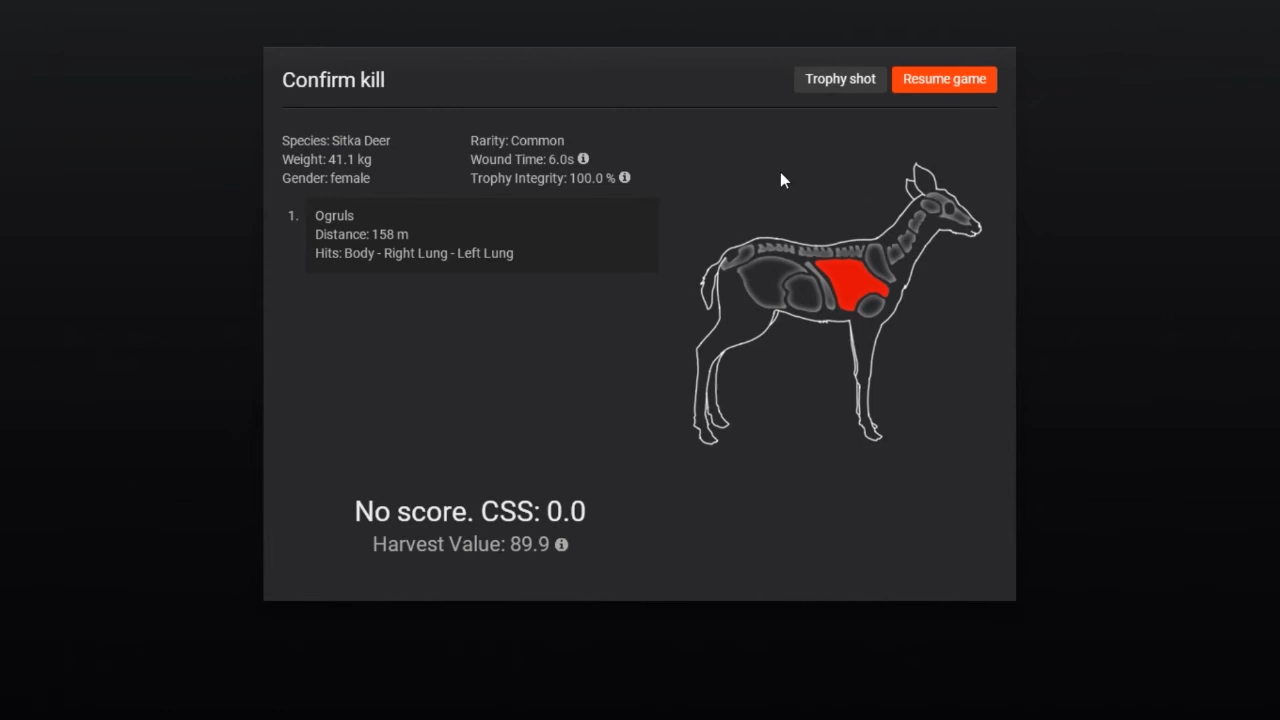 Confirm kill
Trophy shot
Resume game
Species: Sitka Deer
Weight: 41.1 kg
Gender: female
Rarity: Common
Wound Time: 6.0s
Trophy Integrity: 100.0 %
1.
Ogruls
Distance: 158 m
Hits: Body - Right Lung - Left Lung
No score. CSS: 0.0
Harvest Value: 89.9